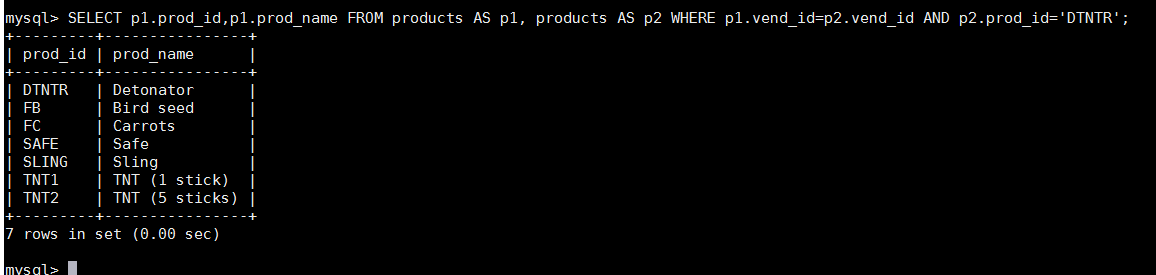 mysql> SELECT p1.prod_id,p1.prod_name FROM products AS p1, products AS p2 WHERE p1.vend_id=p2.vend_id AND p2.prod_id='DTNTR';
+---------+----------------+
| prod_id | prod_name      |
+---------+----------------+
| DTNTR   | Detonator      |
| FB      | Bird seed      |
| FC      | Carrots        |
| SAFE    | Safe           |
| SLING   | Sling          |
| TNT1    | TNT (1 stick)  |
| TNT2    | TNT (5 sticks) |
+---------+----------------+
7 rows in set (0.00 sec)
mysql>